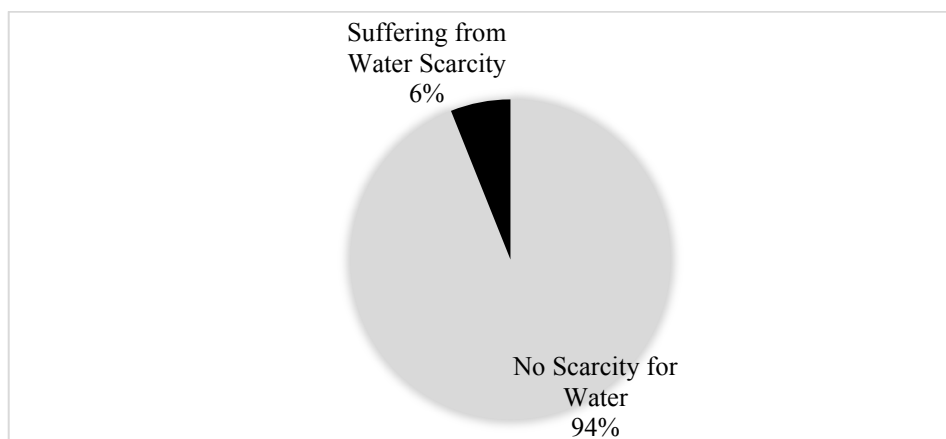 Suffering from
Water Scarcity
6%
No Scarcity for
Water
94%